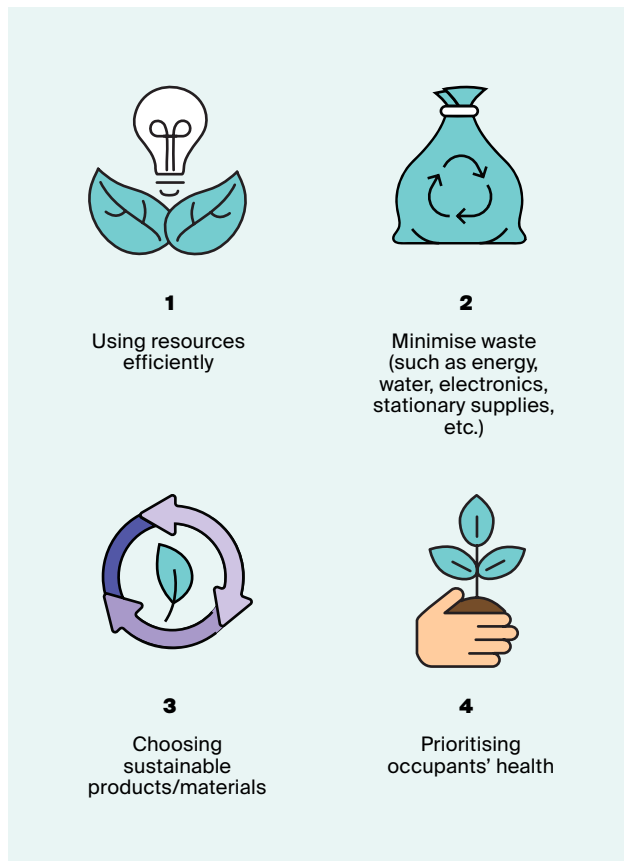 1
Using resources
efficiently
2
Minimise waste
(such as energy,
water, electronics,
stationary supplies,
etc.)
3
Choosing
sustainable
products/materials
4
Prioritising
occupants’ health